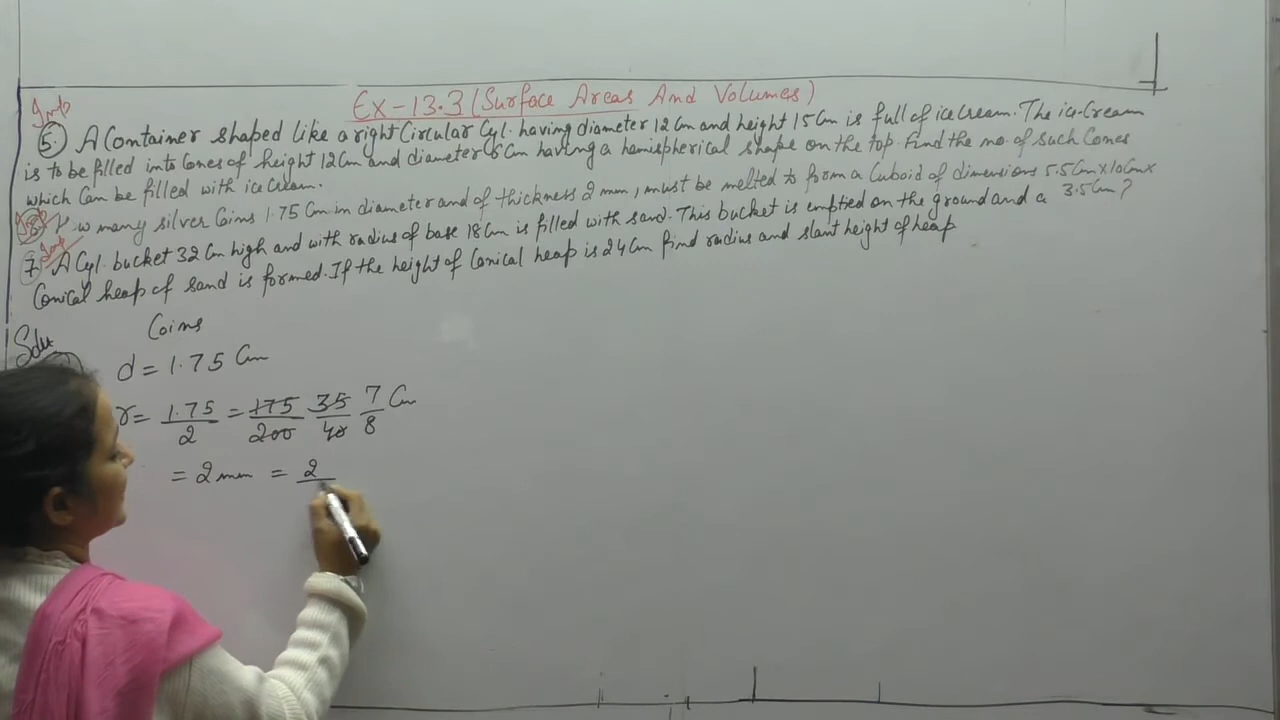 Ex-13.3 (Surface Areas And Volumes)
Imp
5. A Container shaped like a right Circular Cyl. having diameter 12 Cm and height 15 Cm is full of ice cream. The ice-Cream
is to be filled into Cones of height 12 Cm and diameter 6 Cm having a hemispherical shape on the top. Find the no. of such Cones
which Can be filled with ice Cream.
many silver Coins 1.75 Cm in diameter and of thickness 2 mm, must be melted to form a Cuboid of dimensions 5.5 Cm x 10 Cm x
3.5 Cm?
Imp
7. A Cyl. bucket 32 Cm high and with radius of base 18 Cm is filled with sand. This bucket is emptied on the ground and a
Conical heap of sand is formed. If the height of Conical heap is 24 Cm find radius and slant height of heap
Solu
Coins
d = 1.75 Cm
r = 1.75/2 = 175/200 35/40 7/8 Cm
= 2 mm = 2